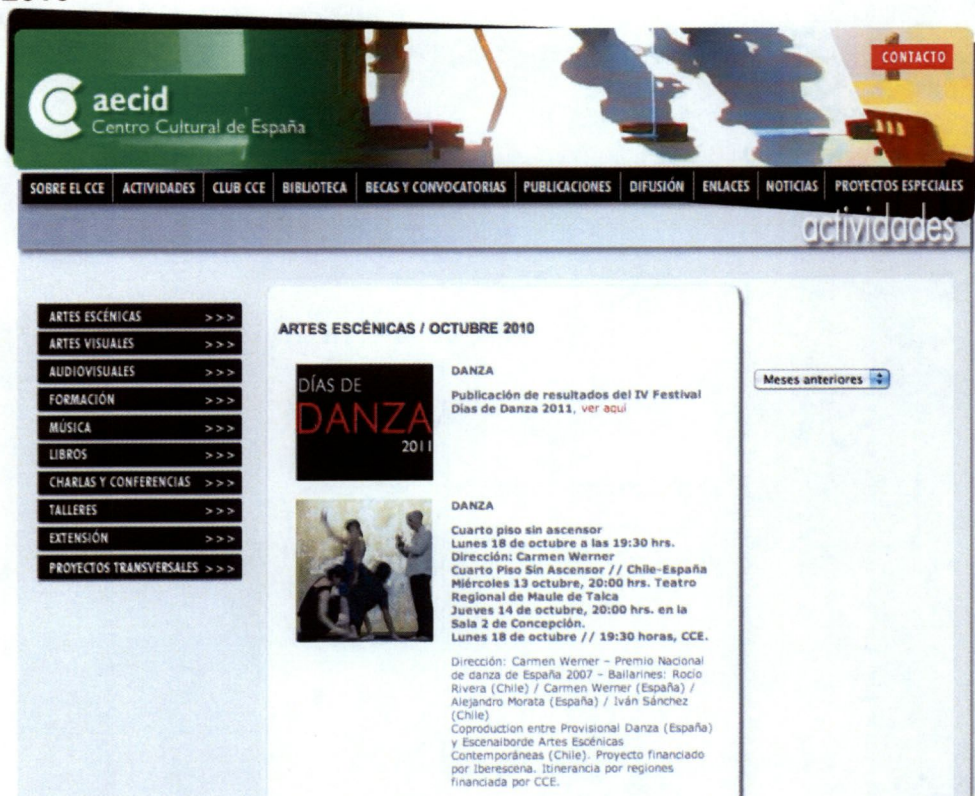 CONTACTO
aecid
Centro Cultural de España
SOBRE EL CCE ACTIVIDADES CLUB CCE BIBLIOTECA BECAS Y CONVOCATORIAS PUBLICACIONES DIFUSIÓN ENLACES NOTICIAS PROYECTOS ESPECIALES
actividades
ARTES ESCÉNICAS >>>
ARTES VISUALES >>>
AUDIOVISUALES >>>
FORMACIÓN >>>
MÚSICA >>>
LIBROS >>>
CHARLAS Y CONFERENCIAS >>>
TALLERES >>>
EXTENSIÓN >>>
PROYECTOS TRANSVERSALES >>>
ARTES ESCÉNICAS / OCTUBRE 2010
DÍAS DE
DANZA
2011
DANZA
Publicación de resultados del IV Festival
Dias de Danza 2011, ver aquí
DANZA
Cuarto piso sin ascensor
Lunes 18 de octubre a las 19:30 hrs.
Dirección: Carmen Werner
Cuarto Piso Sin Ascensor // Chile-España
Miércoles 13 octubre, 20:00 hrs. Teatro
Regional de Maule de Talca
Jueves 14 de octubre, 20:00 hrs. en la
Sala 2 de Concepción.
Lunes 18 de octubre // 19:30 horas, CCE.
Dirección: Carmen Werner – Premio Nacional
de danza de España 2007 – Bailarines: Rocío
Rivera (Chile) / Carmen Werner (España) /
Alejandro Morata (España) / Iván Sánchez
(Chile)
Coproduction entre Provisional Danza (España)
y Escenaiborde Artes Escénicas
Contemporáneas (Chile). Proyecto financiado
por Iberescena. Itinerancia por regiones
financiada por CCE.
Meses anteriores